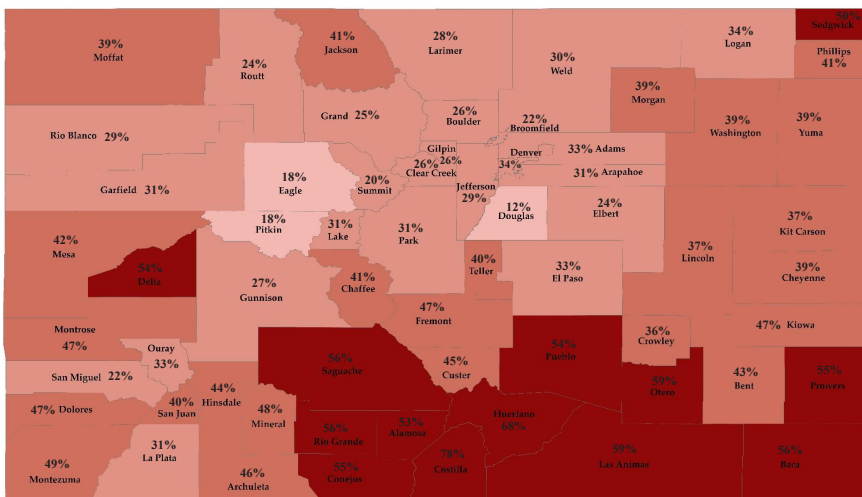 39%
Moffat
24%
Routt
41%
Jackson
28%
Larimer
30%
Weld
34%
Logan
50%
Sedgwick
Phillips
41%
39%
Morgan
39%
Washington
39%
Yuma
Rio Blanco 29%
Grand 25%
26%
Boulder
22%
Broomfield
Gilpin
26%
26%
Clear Creek
Denver
34%
33% Adams
31% Arapahoe
Garfield 31%
18%
Eagle
20%
Summit
Jefferson
29%
12%
Douglas
24%
Elbert
18%
Pitkin
31%
Lake
31%
Park
37%
Lincoln
37%
Kit Carson
42%
Mesa
54%
Delta
27%
Gunnison
41%
Chaffee
40%
Teller
33%
El Paso
39%
Cheyenne
47%
Fremont
Montrose
47%
Ouray
33%
San Miguel 22%
56%
Saguache
45%
Custer
54%
Pueblo
36%
Crowley
47% Kiowa
59%
Otero
43%
Bent
55%
Prowers
47% Dolores
40%
San Juan
44%
Hinsdale
48%
Mineral
56%
Rio Grande
53%
Alamosa
Huerfano
68%
49%
Montezuma
31%
La Plata
46%
Archuleta
55%
Conejos
78%
Costilla
59%
Las Animas
56%
Baca